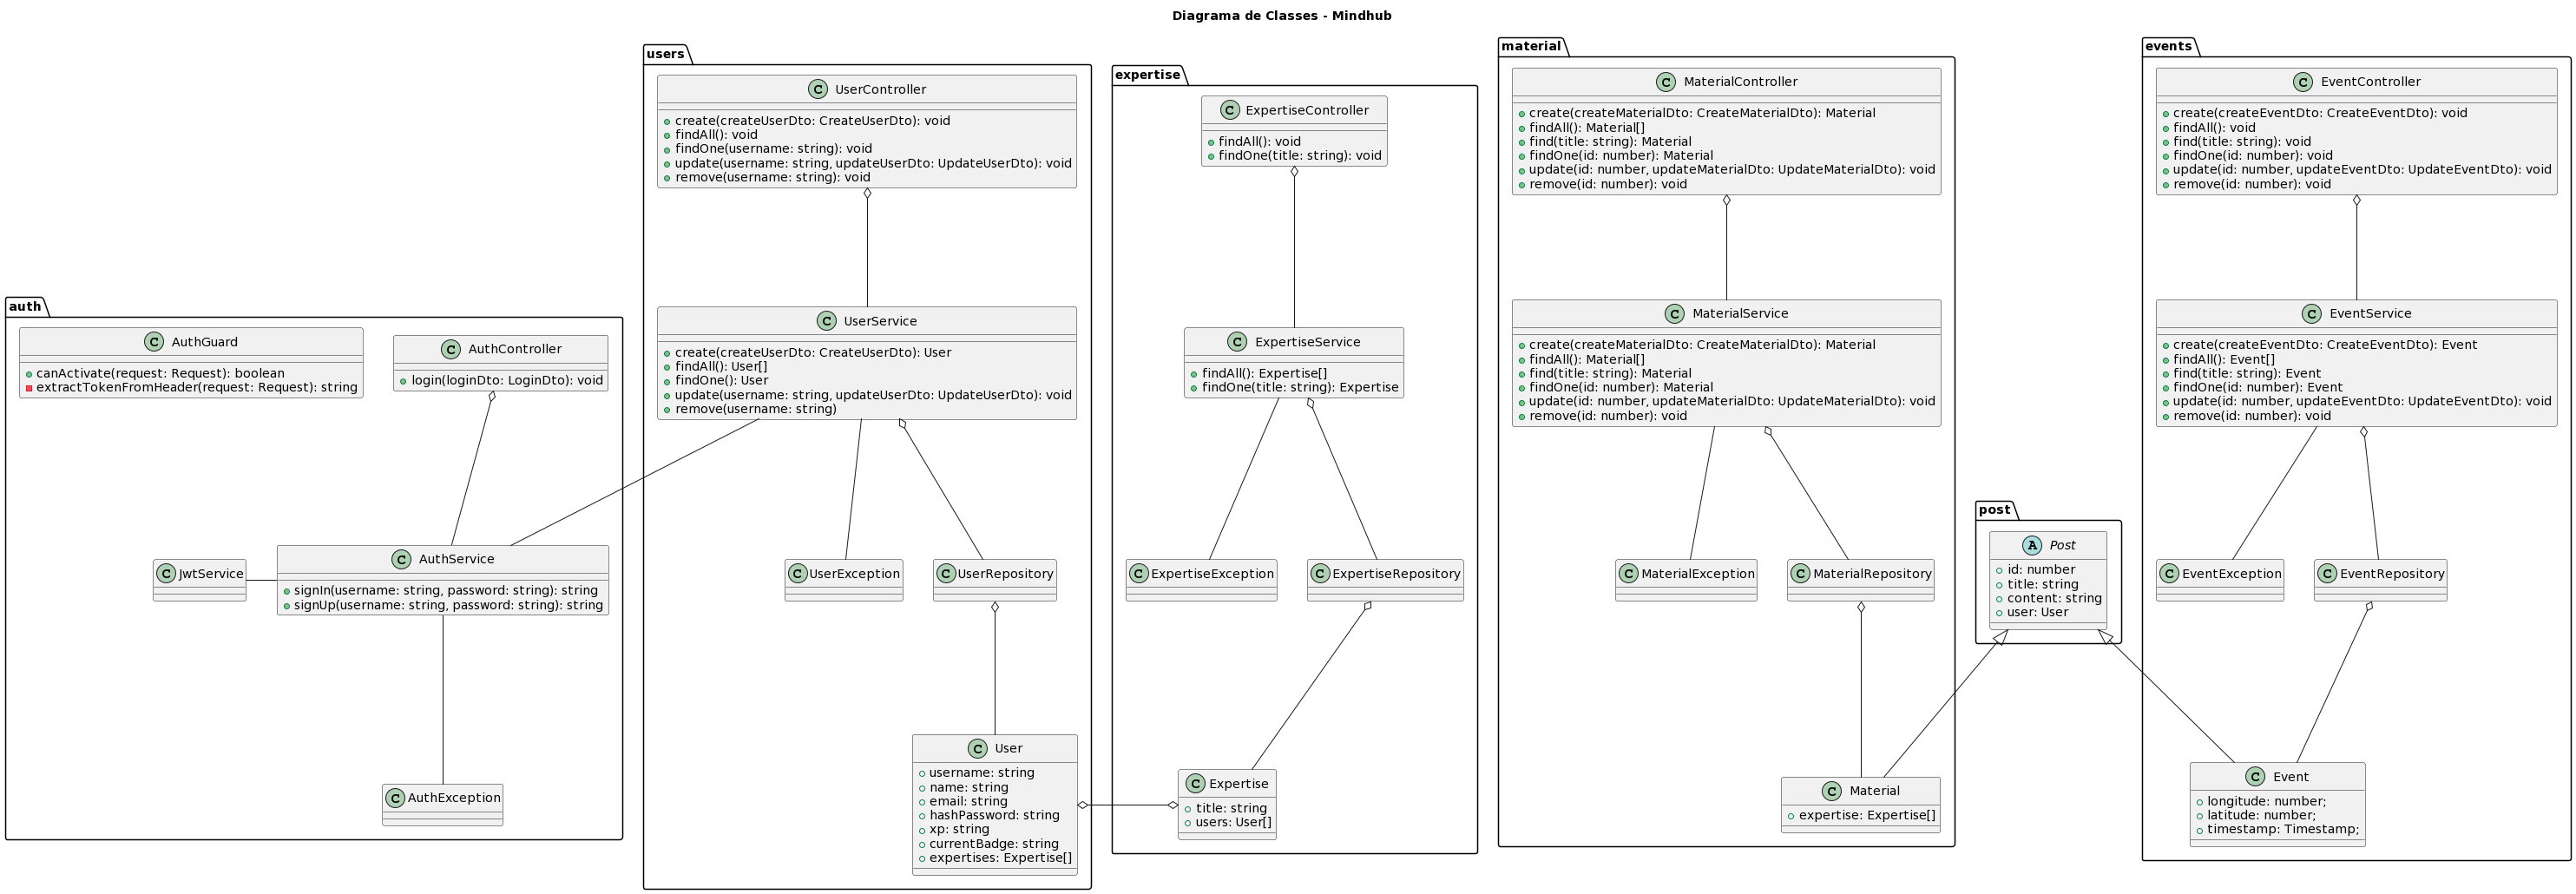 Diagrama de Classes - Mindhub
auth
AuthGuard
canActivate(request: Request): boolean
extractTokenFromHeader(request: Request): string
AuthController
login(loginDto: LoginDto): void
JwtService
AuthService
signIn(username: string, password: string): string
signUp(username: string, password: string): string
AuthException
users
UserController
create(createUserDto: CreateUserDto): void
findAll(): void
findOne(username: string): void
update(username: string, updateUserDto: UpdateUserDto): void
remove(username: string): void
UserService
create(createUserDto: CreateUserDto): User
findAll(): User[]
findOne(): User
update(username: string, updateUserDto: UpdateUserDto): void
remove(username: string)
UserException
UserRepository
User
username: string
name: string
email: string
hashPassword: string
xp: string
currentBadge: string
expertises: Expertise[]
expertise
ExpertiseController
findAll(): void
findOne(title: string): void
ExpertiseService
findAll(): Expertise[]
findOne(title: string): Expertise
ExpertiseException
ExpertiseRepository
Expertise
title: string
users: User[]
material
MaterialController
create(createMaterialDto: CreateMaterialDto): Material
findAll(): Material[]
find(title: string): Material
findOne(id: number): Material
update(id: number, updateMaterialDto: UpdateMaterialDto): void
remove(id: number): void
MaterialService
create(createMaterialDto: CreateMaterialDto): Material
findAll(): Material[]
find(title: string): Material
findOne(id: number): Material
update(id: number, updateMaterialDto: UpdateMaterialDto): void
remove(id: number): void
MaterialException
MaterialRepository
Material
expertise: Expertise[]
post
Post
id: number
title: string
content: string
user: User
events
EventController
create(createEventDto: CreateEventDto): void
findAll(): void
find(title: string): void
findOne(id: number): void
update(id: number, updateEventDto: UpdateEventDto): void
remove(id: number): void
EventService
create(createEventDto: CreateEventDto): Event
findAll(): Event[]
find(title: string): Event
findOne(id: number): Event
update(id: number, updateEventDto: UpdateEventDto): void
remove(id: number): void
EventException
EventRepository
Event
longitude: number;
latitude: number;
timestamp: Timestamp;